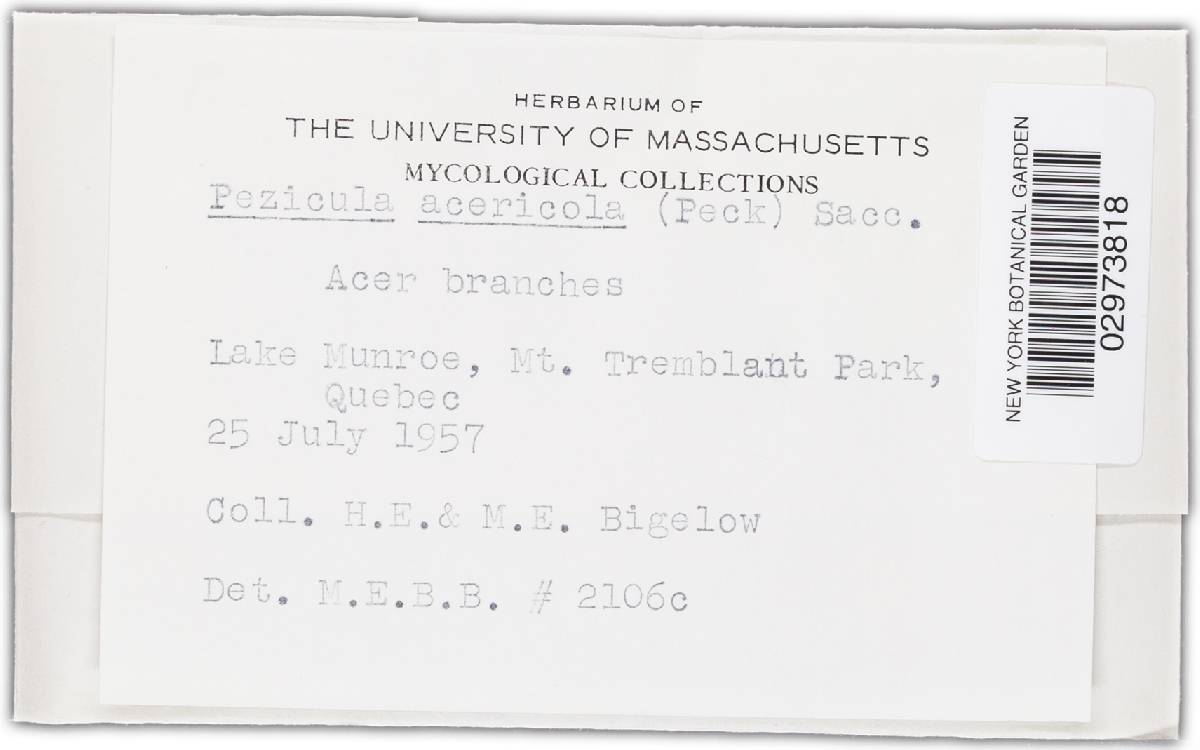 HERBARIUM OF
THE UNIVERSITY OF MASSACHUSETTS
MYCOLOGICAL COLLECTIONS
Pezicula acericola (Peck) Sacc.
Acer branches
Lake Munroe, Mt. Tremblant Park,
Quebec
25 July 1957
Coll. H.E.& M.E. Bigelow
Det. M.E.B.B. # 2106c
NEW YORK BOTANICAL GARDEN
02973818